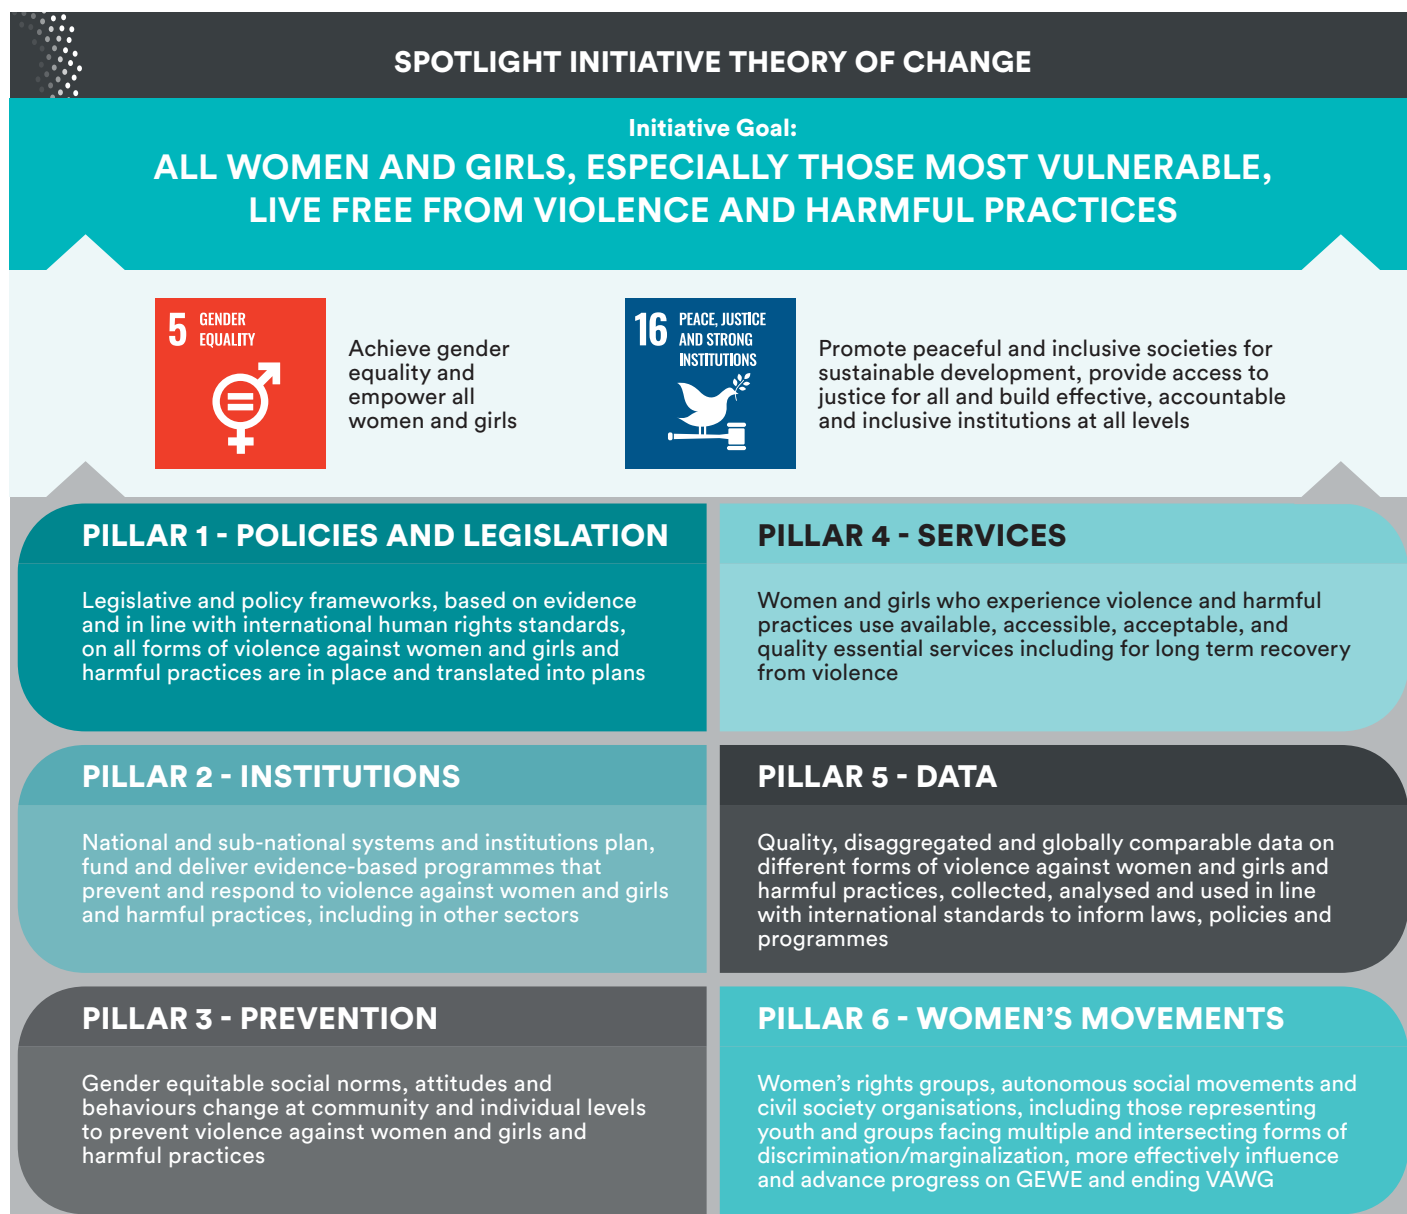 SPOTLIGHT INITIATIVE THEORY OF CHANGE
Initiative Goal:
ALL WOMEN AND GIRLS, ESPECIALLY THOSE MOST VULNERABLE,
LIVE FREE FROM VIOLENCE AND HARMFUL PRACTICES
5 GENDER
EQUALITY
Achieve gender
equality and
empower all
women and girls
16 PEACE, JUSTICE
AND STRONG
INSTITUTIONS
Promote peaceful and inclusive societies for
sustainable development, provide access to
justice for all and build effective, accountable
and inclusive institutions at all levels
PILLAR 1 - POLICIES AND LEGISLATION
Legislative and policy frameworks, based on evidence
and in line with international human rights standards,
on all forms of violence against women and girls and
harmful practices are in place and translated into plans
PILLAR 2 - INSTITUTIONS
National and sub-national systems and institutions plan,
fund and deliver evidence-based programmes that
prevent and respond to violence against women and girls
and harmful practices, including in other sectors
PILLAR 3 - PREVENTION
Gender equitable social norms, attitudes and
behaviours change at community and individual levels
to prevent violence against women and girls and
harmful practices
PILLAR 4 - SERVICES
Women and girls who experience violence and harmful
practices use available, accessible, acceptable, and
quality essential services including for long term recovery
from violence
PILLAR 5 - DATA
Quality, disaggregated and globally comparable data on
different forms of violence against women and girls and
harmful practices, collected, analysed and used in line
with international standards to inform laws, policies and
programmes
PILLAR 6 - WOMEN’S MOVEMENTS
Women’s rights groups, autonomous social movements and
civil society organisations, including those representing
youth and groups facing multiple and intersecting forms of
discrimination/marginalization, more effectively influence
and advance progress on GEWE and ending VAWG